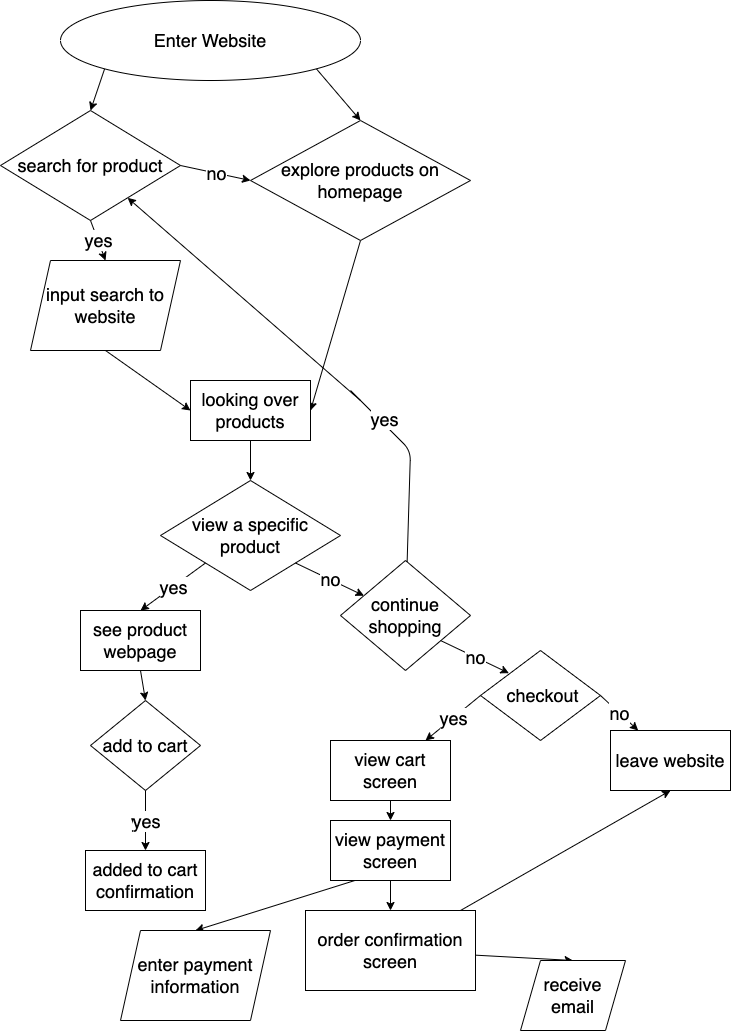 Enter Website
search for product
no
explore products on
homepage
yes
input search to
website
looking over
products
yes
view a specific
product
no
yes
continue
shopping
see product
webpage
no
checkout
yes
no
add to cart
view cart
screen
leave website
yes
view payment
screen
added to cart
confirmation
order confirmation
screen
enter payment
information
receive
email